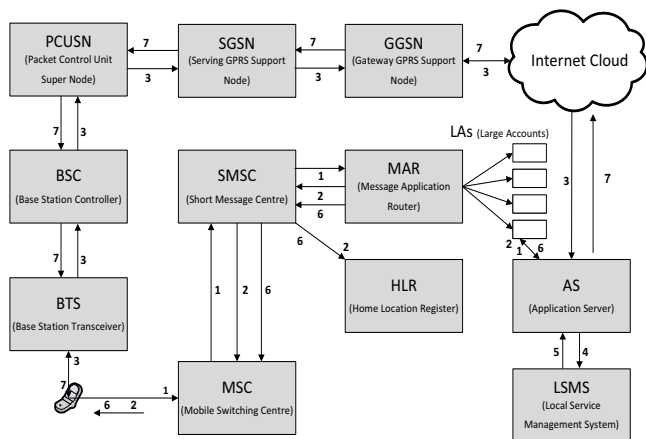 PCUSN
(Packet Control Unit
Super Node)
7
3
SGSN
(Serving GPRS Support
Node)
7
3
GGSN
(Gateway GPRS Support
Node)
7
3
Internet Cloud
7
3
BSC
(Base Station Controller)
7
3
BTS
(Base Station Transceiver)
3
7
6
2
1
SMSC
(Short Message Centre)
1
2
6
MAR
(Message Application
Router)
LAs (Large Accounts)
2
1
6
3
7
6
2
HLR
(Home Location Register)
1
2
6
MSC
(Mobile Switching Centre)
AS
(Application Server)
5
4
LSMS
(Local Service
Management System)